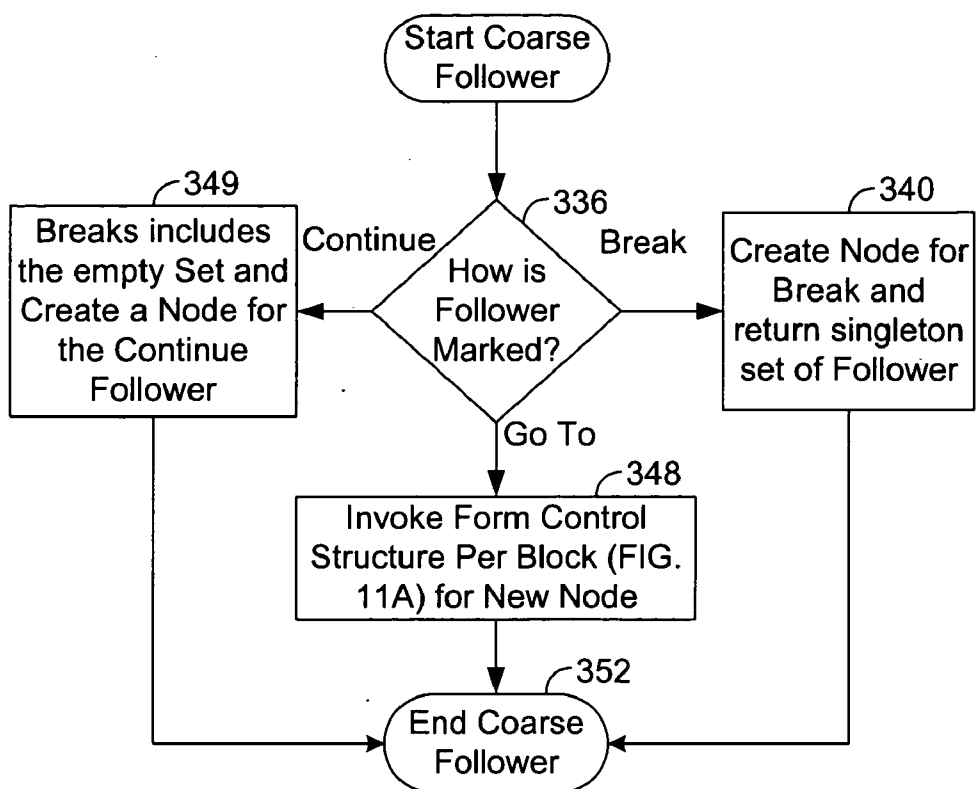 Start Coarse
Follower
349
336
340
Breaks includes
the empty Set and
Create a Node for
the Continue
Follower
Continue
How is
Follower
Marked?
Break
Create Node for
Break and
return singleton
set of Follower
Go To
348
Invoke Form Control
Structure Per Block (FIG.
11A) for New Node
352
End Coarse
Follower